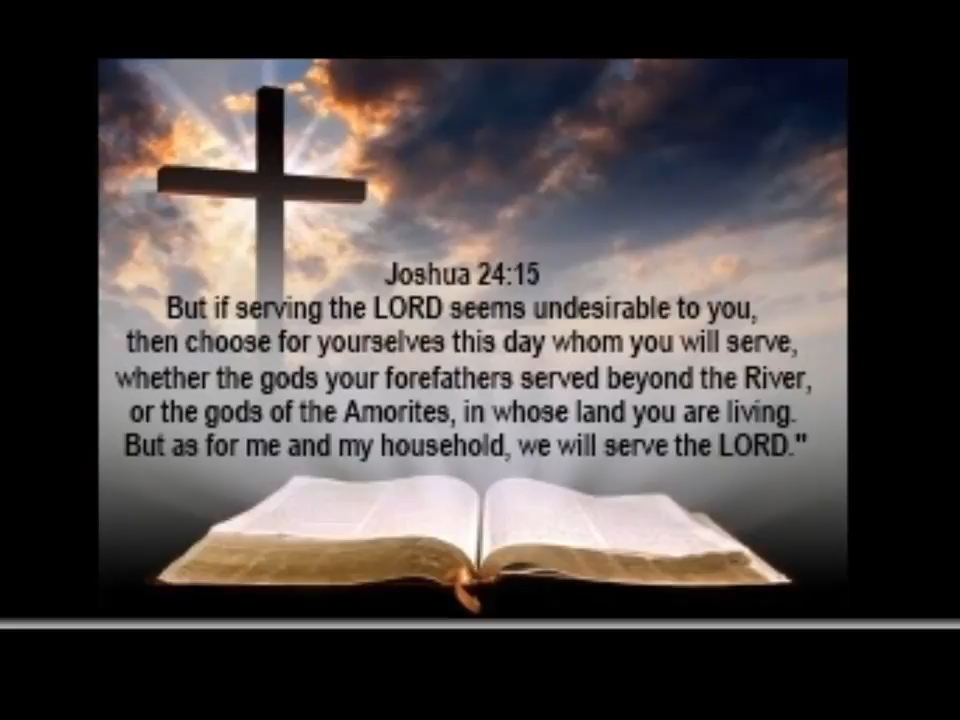 Joshua 24:15
But if serving the LORD seems undesirable to you,
then choose for yourselves this day whom you will serve,
whether the gods your forefathers served beyond the River,
or the gods of the Amorites, in whose land you are living.
But as for me and my household, we will serve the LORD."